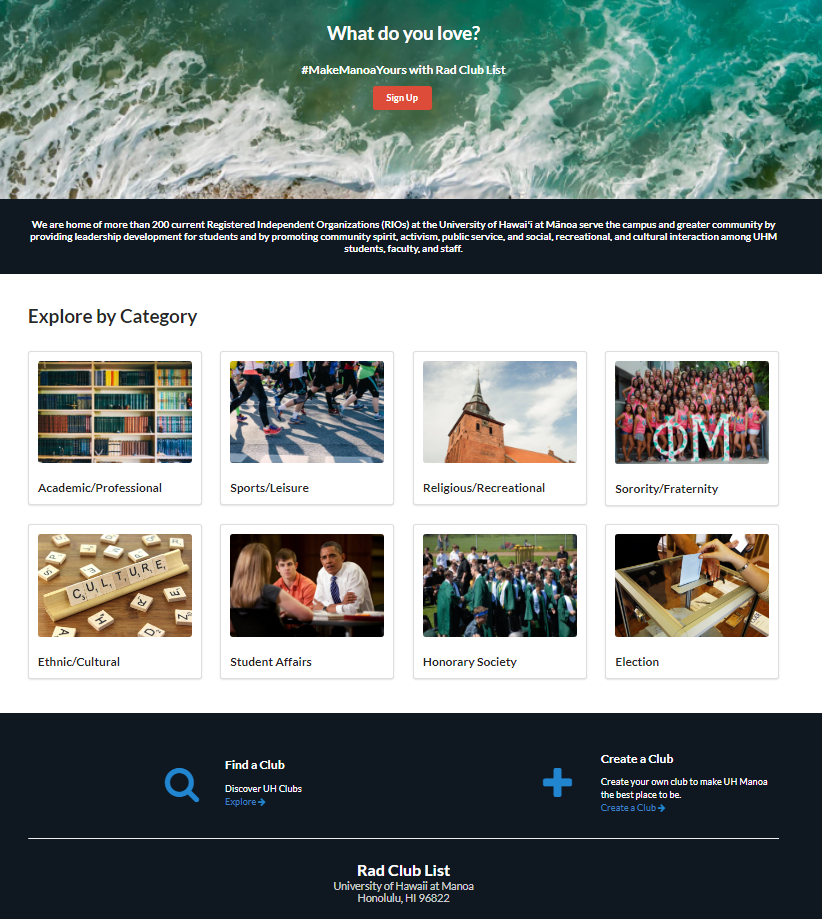 What do you love?
#MakeManoaYours with Rad Club List
Sign Up
We are home of more than 200 current Registered Independent Organizations (RIOs) at the University of Hawai'i at Mānoa serve the campus and greater community by
providing leadership development for students and by promoting community spirit, activism, public service, and social, recreational, and cultural interaction among UHM
students, faculty, and staff.
Explore by Category
ΦΜ
Academic/Professional
Sports/Leisure
Religious/Recreational
Sorority/Fraternity
CULTURE
Ethnic/Cultural
Student Affairs
Honorary Society
Election
Find a Club
Discover UH Clubs
Explore
Create a Club
Create your own club to make UH Manoa
the best place to be.
Create a Club
Rad Club List
University of Hawaii at Manoa
Honolulu, HI 96822